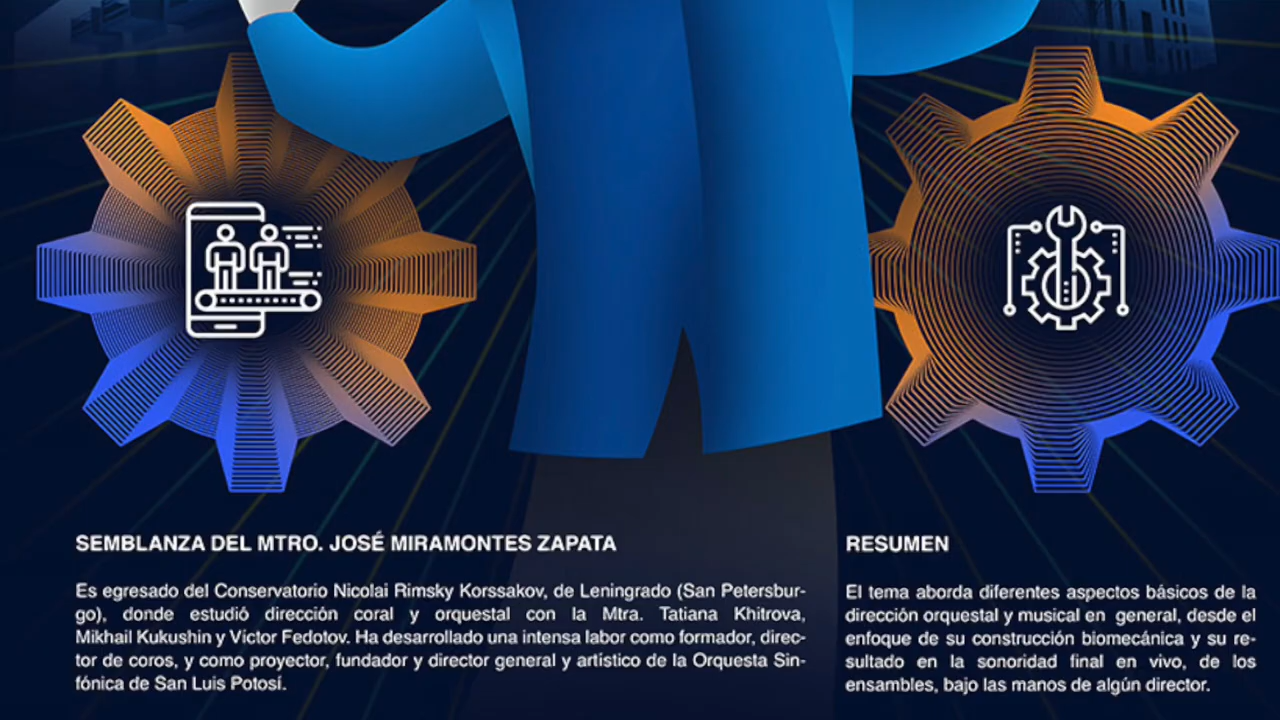 SEMBLANZA DEL MTRO. JOSÉ MIRAMONTES ZAPATA
Es egresado del Conservatorio Nicolai Rimsky Korssakov, de Leningrado (San Petersbur-
go), donde estudió dirección coral y orquestal con la Mtra. Tatiana Khitrova,
Mikhail Kukushin y Víctor Fedotov. Ha desarrollado una intensa labor como formador, direc-
tor de coros, y como proyector, fundador y director general y artístico de la Orquesta Sin-
fónica de San Luis Potosí.
RESUMEN
El tema aborda diferentes aspectos básicos de la
dirección orquestal y musical en general, desde el
enfoque de su construcción biomecánica y su re-
sultado en la sonoridad final en vivo, de los
ensambles, bajo las manos de algún director.